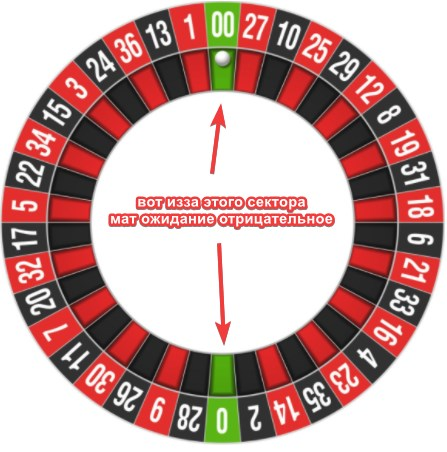 00 27 10 25 29 12 8 19 31 18 6 21 33 16 4 23 35 14 2 0 28 9 26 30 11 7 20 32 17 5 22 34 15 3 24 36 13 1
вот изза этого сектора
мат ожидание отрицательное